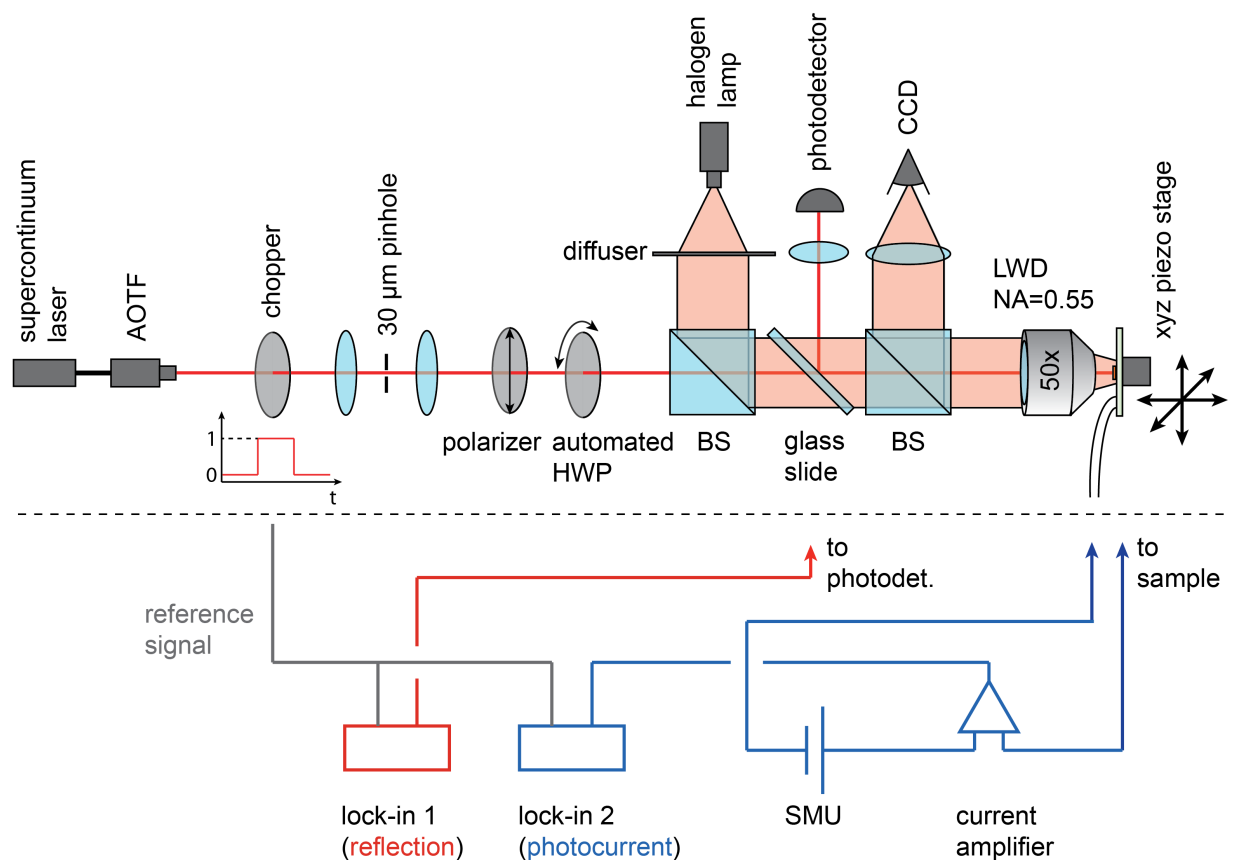 supercontinuum
laser
AOTF
chopper
30 µm pinhole
halogen
lamp
photodetector
CCD
diffuser
LWD
NA=0.55
50x
xyz piezo stage
polarizer
automated
HWP
BS
glass
slide
BS
1
0
t
reference
signal
to
photodet.
to
sample
lock-in 1
(reflection)
lock-in 2
(photocurrent)
SMU
current
amplifier